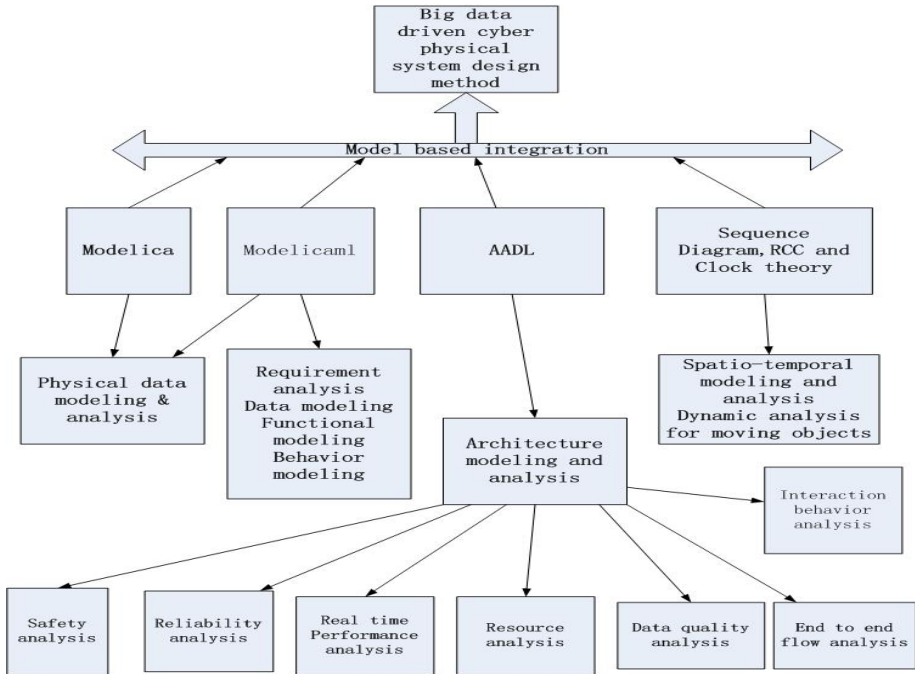 Big data
driven cyber
physical
system design
method
Model based integration
Modelica
Modelicaml
AADL
Sequence
Diagram,RCC and
Clock theory
Physical data
modeling &
analysis
Requirement
analysis
Data modeling
Functional
modeling
Behavior
modeling
Spatio-temporal
modeling and
analysis
Dynamic analysis
for moving objects
Architecture
modeling and
analysis
Interaction
behavior
analysis
Safety
analysis
Reliability
analysis
Real time
Performance
analysis
Resource
analysis
Data quality
analysis
End to end
flow analysis